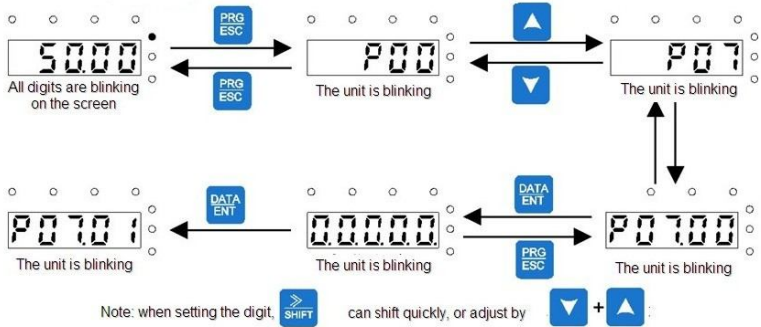 PRG
ESC
50.00
P00
P07
PRG
ESC
All digits are blinking
on the screen
The unit is blinking
The unit is blinking
DATA
ENT
DATA
ENT
P07.01
0.0.0.0.0.
P07.00
PRG
ESC
The unit is blinking
The unit is blinking
The unit is blinking
Note: when setting the digit, SHIFT can shift quickly, or adjust by + :